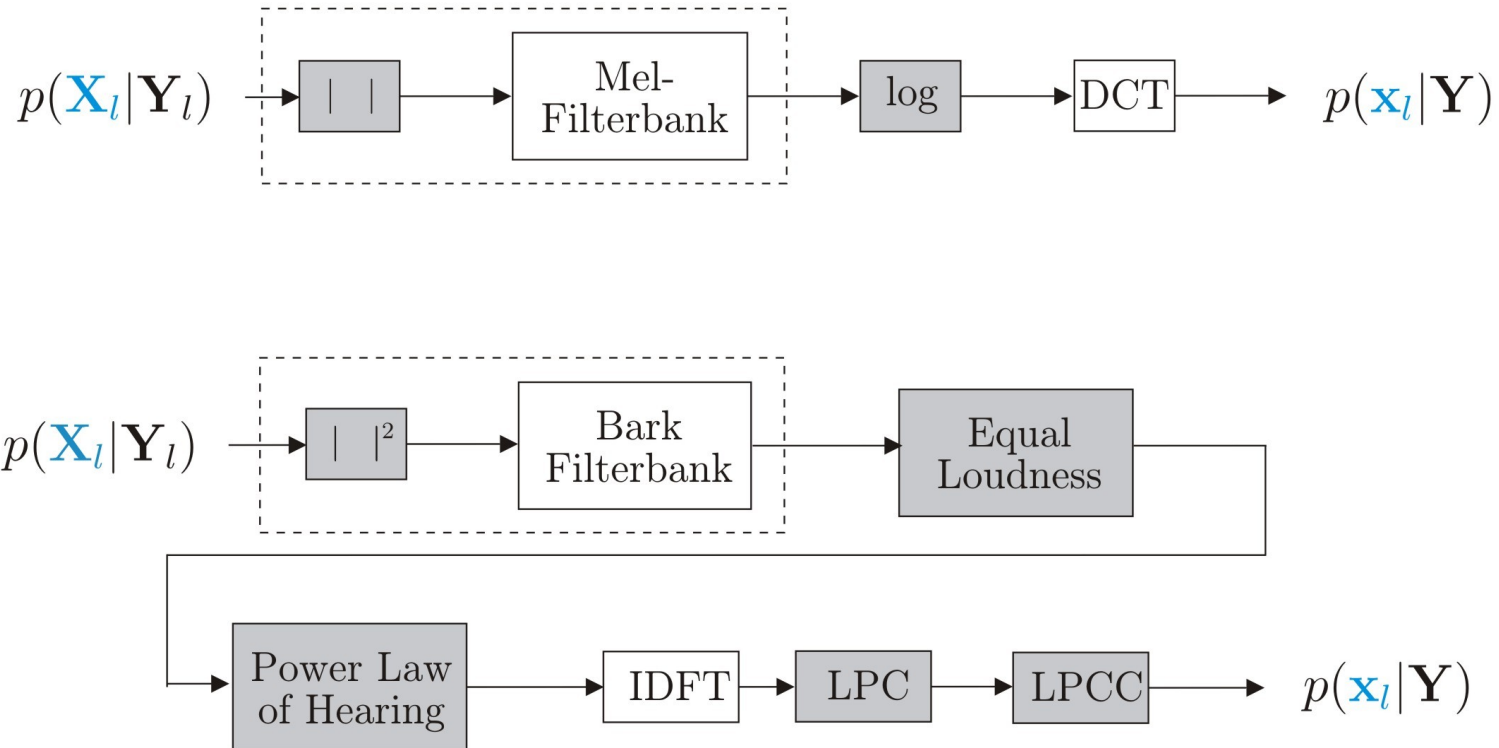 p(X_l|Y_l)
| |
Mel-
Filterbank
log
DCT
p(x_l|Y)
p(X_l|Y_l)
| |²
Bark
Filterbank
Equal
Loudness
Power Law
of Hearing
IDFT
LPC
LPCC
p(x_l|Y)